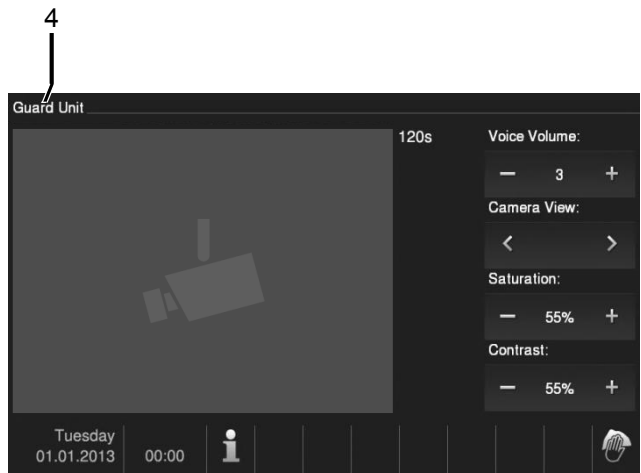 4
Guard Unit
120s
Voice Volume:
− 3 +
Camera View:
< >
Saturation:
− 55% +
Contrast:
− 55% +
Tuesday
01.01.2013 00:00